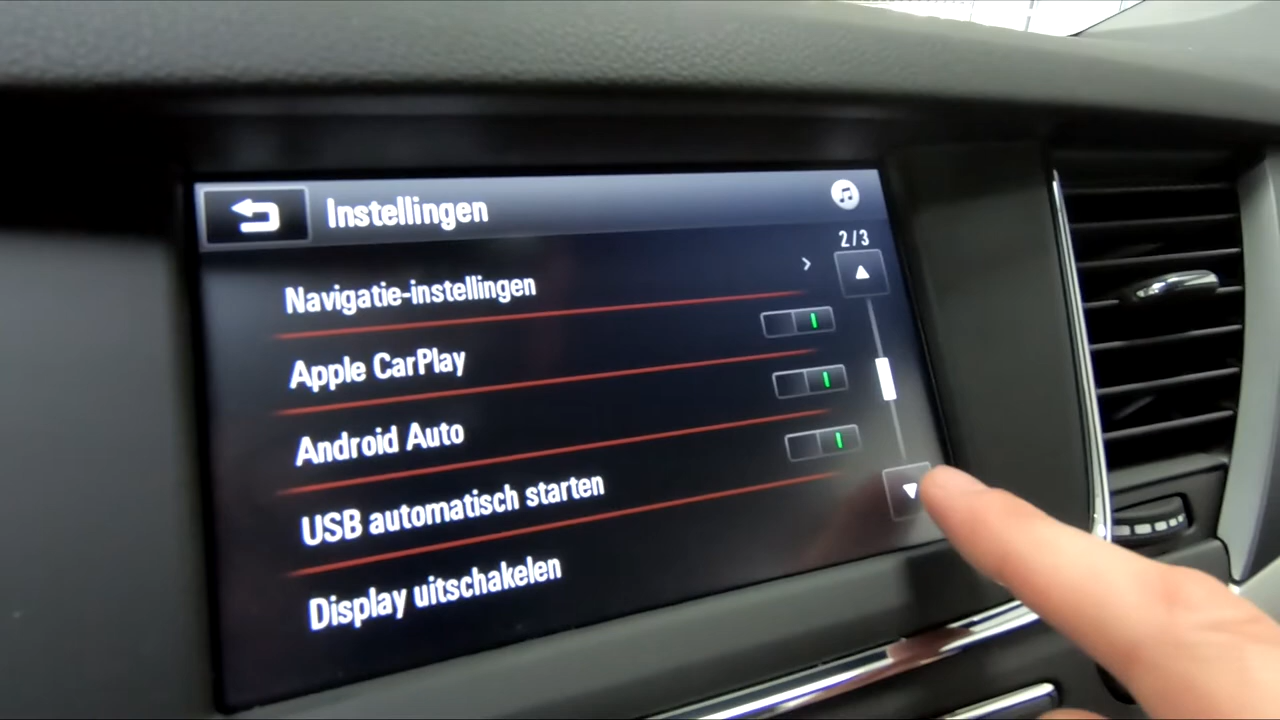 Instellingen
2/3
Navigatie-instellingen
Apple CarPlay
Android Auto
USB automatisch starten
Display uitschakelen